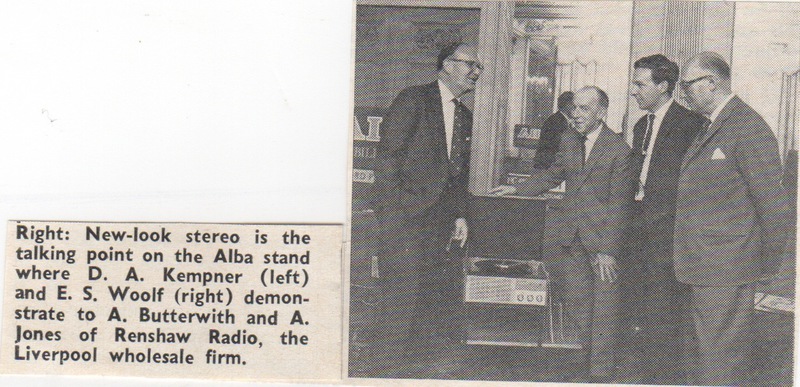 Right: New-look stereo is the
talking point on the Alba stand
where D. A. Kempner (left)
and E. S. Woolf (right) demon-
strate to A. Butterwith and A.
Jones of Renshaw Radio, the
Liverpool wholesale firm.